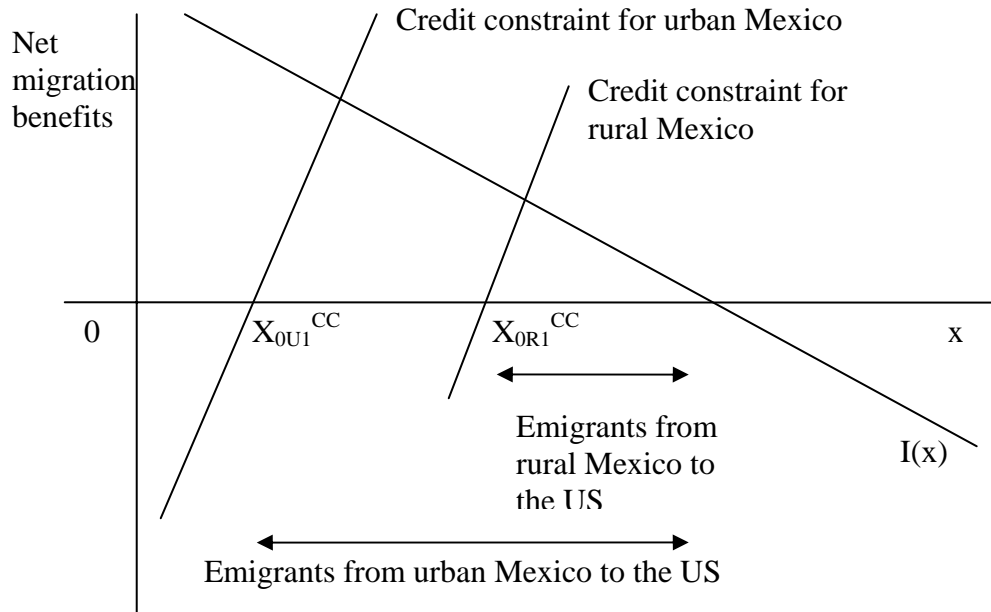 Credit constraint for urban Mexico
Net
migration
benefits
Credit constraint for
rural Mexico
0
X0U1CC
X0R1CC
x
Emigrants from
rural Mexico to
the US
I(x)
Emigrants from urban Mexico to the US